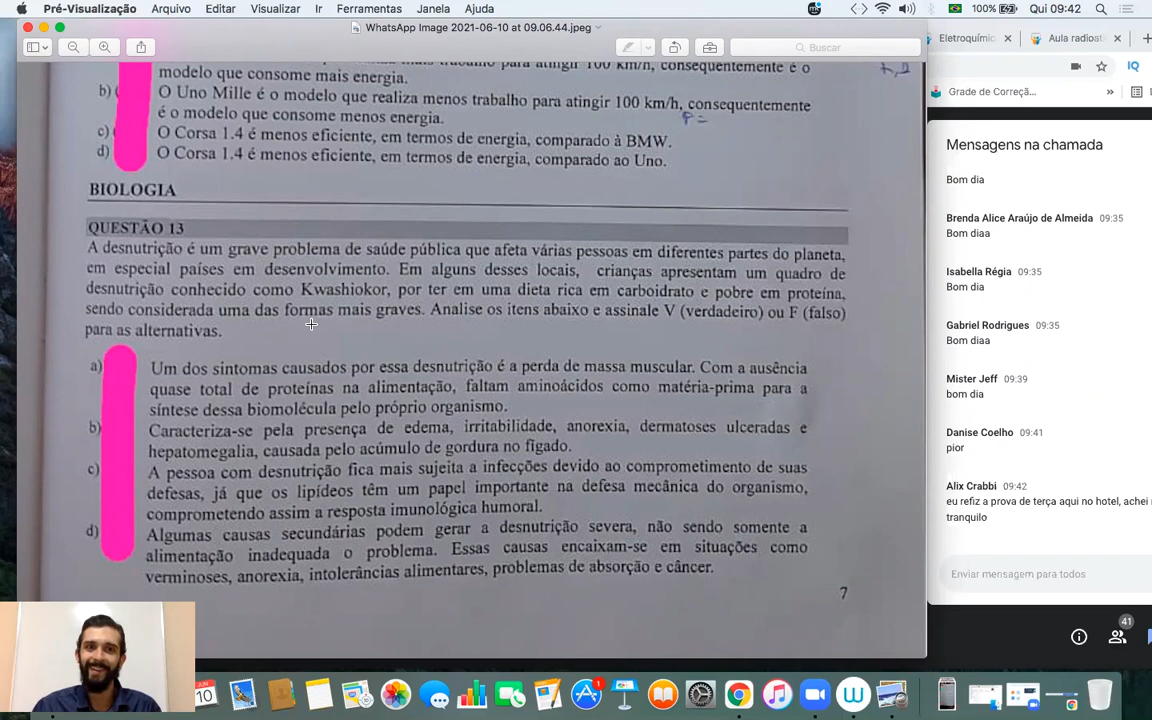 Pré-Visualização Arquivo Editar Visualizar Ir Ferramentas Janela Ajuda 100% Qui 09:42
WhatsApp Image 2021-06-10 at 09.06.44.jpeg
Buscar
Eletroquímic
Aula radiost
Grade de Correçã...
modelo que consome mais energia.
b) O Uno Mille é o modelo que realiza menos trabalho para atingir 100 km/h, consequentemente
é o modelo que consome menos energia.
P=
c) O Corsa 1.4 é menos eficiente, em termos de energia, comparado à BMW.
d) O Corsa 1.4 é menos eficiente, em termos de energia, comparado ao Uno.
BIOLOGIA
QUESTÃO 13
A desnutrição é um grave problema de saúde pública que afeta várias pessoas em diferentes partes do planeta,
em especial países em desenvolvimento. Em alguns desses locais, crianças apresentam um quadro de
desnutrição conhecido como Kwashiokor, por ter em uma dieta rica em carboidrato e pobre em proteína,
sendo considerada uma das formas mais graves. Analise os itens abaixo e assinale V (verdadeiro) ou F (falso)
para as alternativas.
a) Um dos sintomas causados por essa desnutrição é a perda de massa muscular. Com a ausência
quase total de proteínas na alimentação, faltam aminoácidos como matéria-prima para a
síntese dessa biomolécula pelo próprio organismo.
b) Caracteriza-se pela presença de edema, irritabilidade, anorexia, dermatoses ulceradas e
hepatomegalia, causada pelo acúmulo de gordura no fígado.
c) A pessoa com desnutrição fica mais sujeita a infecções devido ao comprometimento de suas
defesas, já que os lipídeos têm um papel importante na defesa mecânica do organismo,
comprometendo assim a resposta imunológica humoral.
d) Algumas causas secundárias podem gerar a desnutrição severa, não sendo somente a
alimentação inadequada o problema. Essas causas encaixam-se em situações como
verminoses, anorexia, intolerâncias alimentares, problemas de absorção e câncer.
7
Mensagens na chamada
Bom dia
Brenda Alice Araújo de Almeida 09:35
Bom diaa
Isabella Régia 09:35
Bom dia
Gabriel Rodrigues 09:35
Bom diaa
Mister Jeff 09:39
bom dia
Danise Coelho 09:41
pior
Alix Crabbi 09:42
eu refiz a prova de terça aqui no hotel, achei
tranquilo
Enviar mensagem para todos
41
JUN
10
1